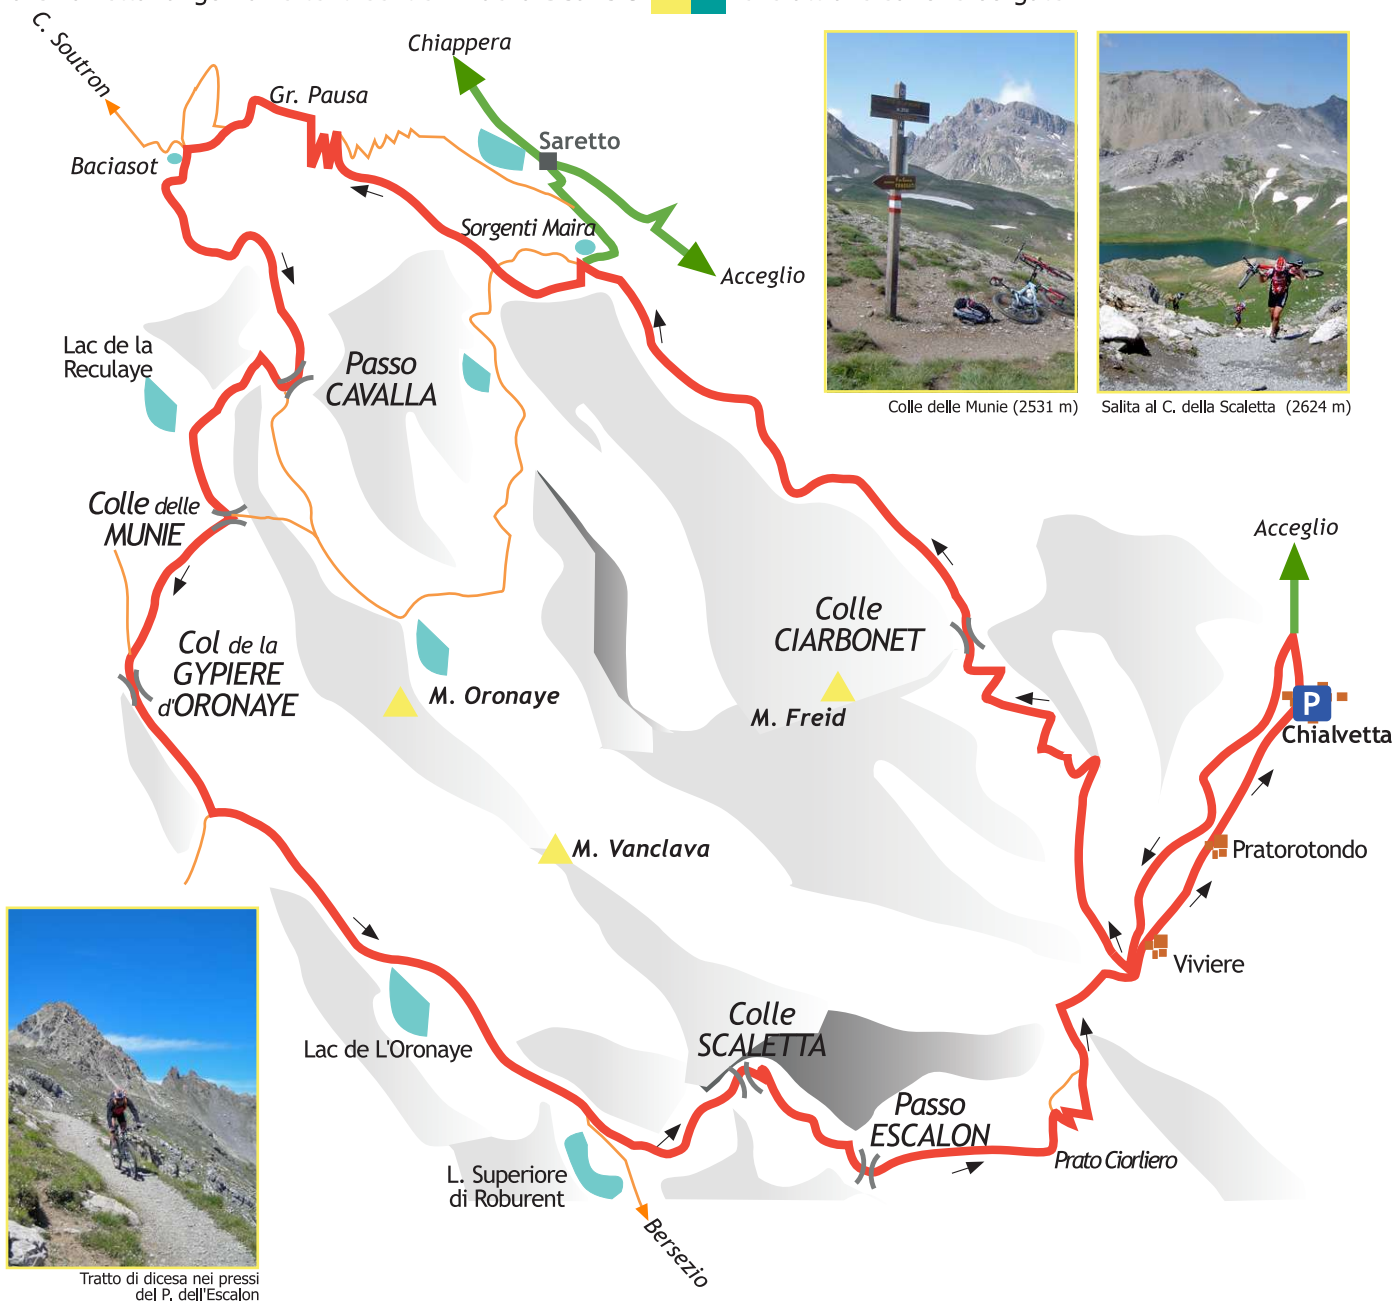 C. Soutron
Chiappera
Gr. Pausa
Saretto
Baciasot
Sorgenti Maira
Acceglio
Colle delle Munie (2531 m)
Salita al C. della Scaletta (2624 m)
Lac de la
Reculaye
Passo
CAVALLA
Colle delle
MUNIE
Acceglio
Colle
CIARBONET
Col de la
GYPIERE
d'ORONAYE
M. Oronaye
M. Freid
P
Chialvetta
M. Vanclava
Pratorotondo
Viviere
Colle
SCALETTA
Lac de L'Oronaye
Passo
ESCALON
Prato Ciorliero
L. Superiore
di Roburent
Bersezio
Tratto di dicesa nei pressi
del P. dell'Escalon